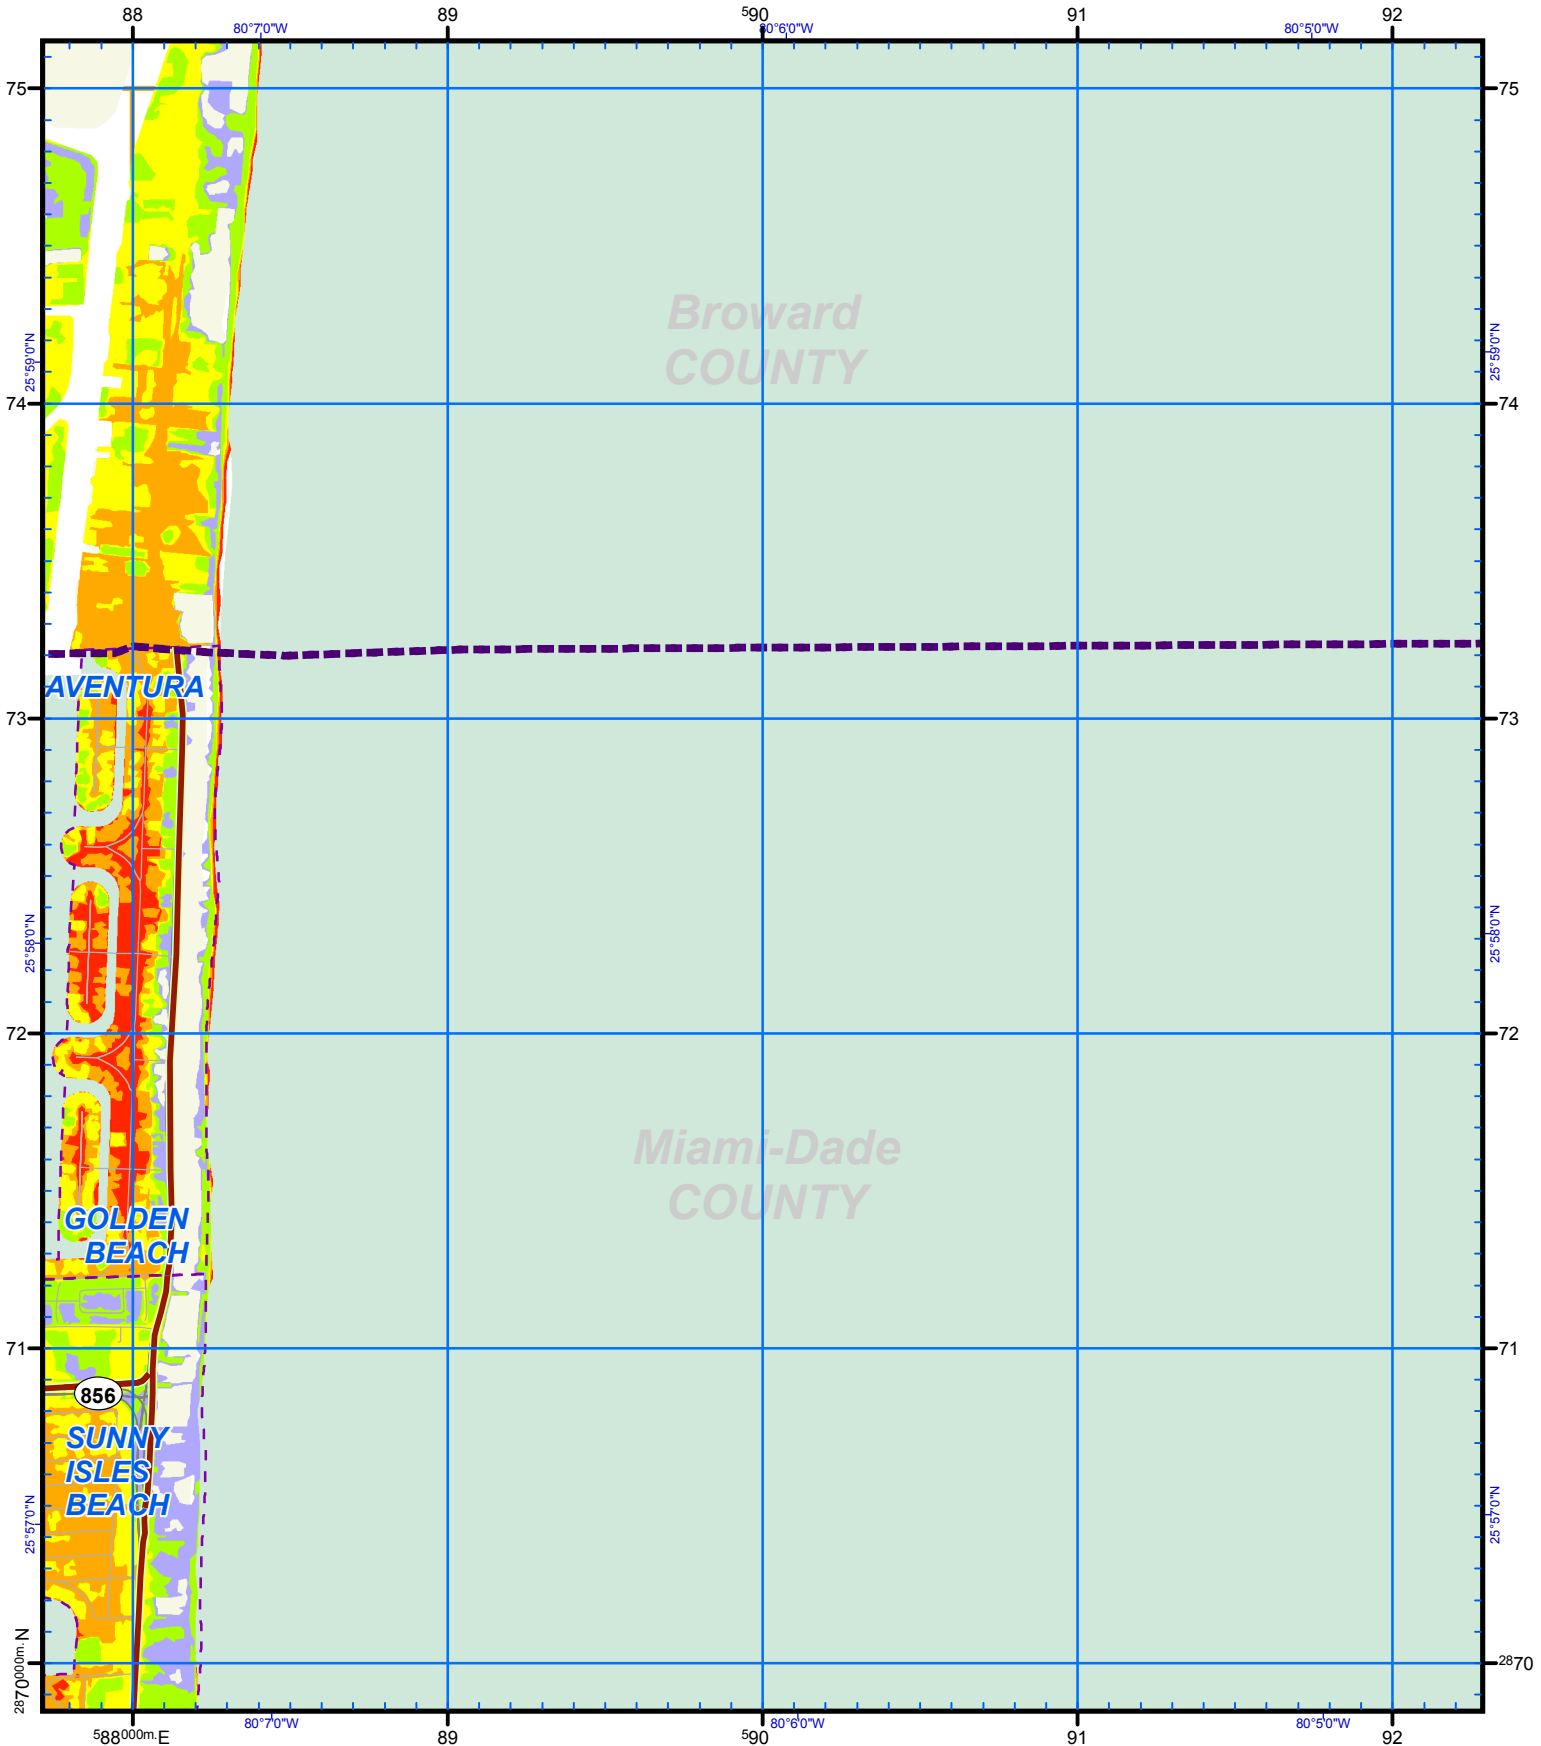 88 89 ⁵90 91 92
80°7'0"W 80°6'0"W 80°5'0"W
75 75
Broward
COUNTY
25°59'0"N 25°59'0"N
74 74
AVENTURA
73 73
25°58'0"N 25°58'0"N
72 72
Miami-Dade
COUNTY
GOLDEN
BEACH
71 71
856
SUNNY
ISLES
BEACH
25°57'0"N 25°57'0"N
²⁸70⁰⁰⁰ᵐ·N ²⁸70
80°7'0"W 80°6'0"W 80°5'0"W
⁵88⁰⁰⁰ᵐ·E 89 ⁵90 91 92